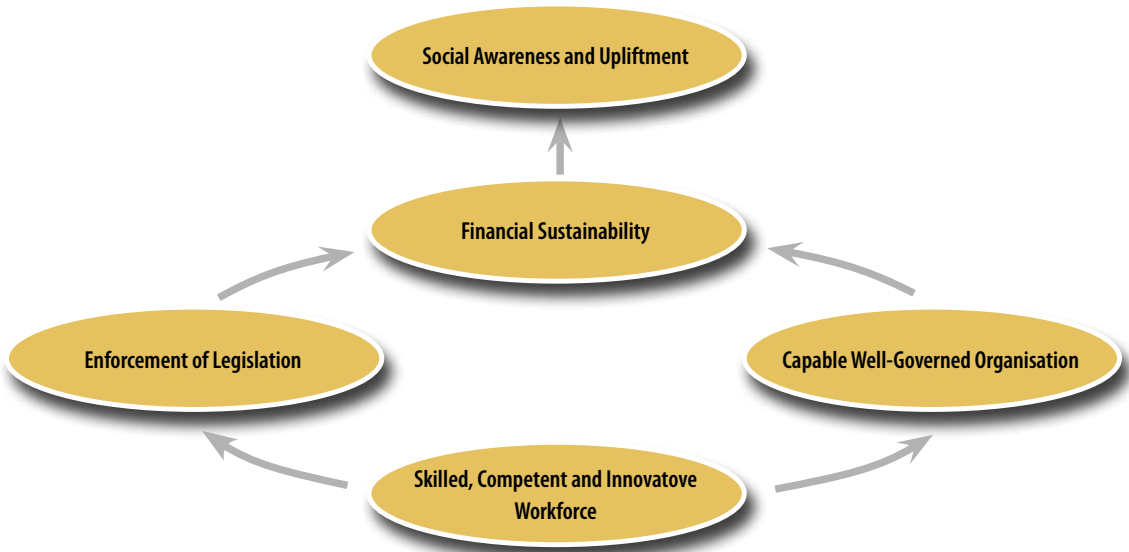 Social Awareness and Upliftment
Financial Sustainability
Enforcement of Legislation
Capable Well-Governed Organisation
Skilled, Competent and Innovatove
Workforce